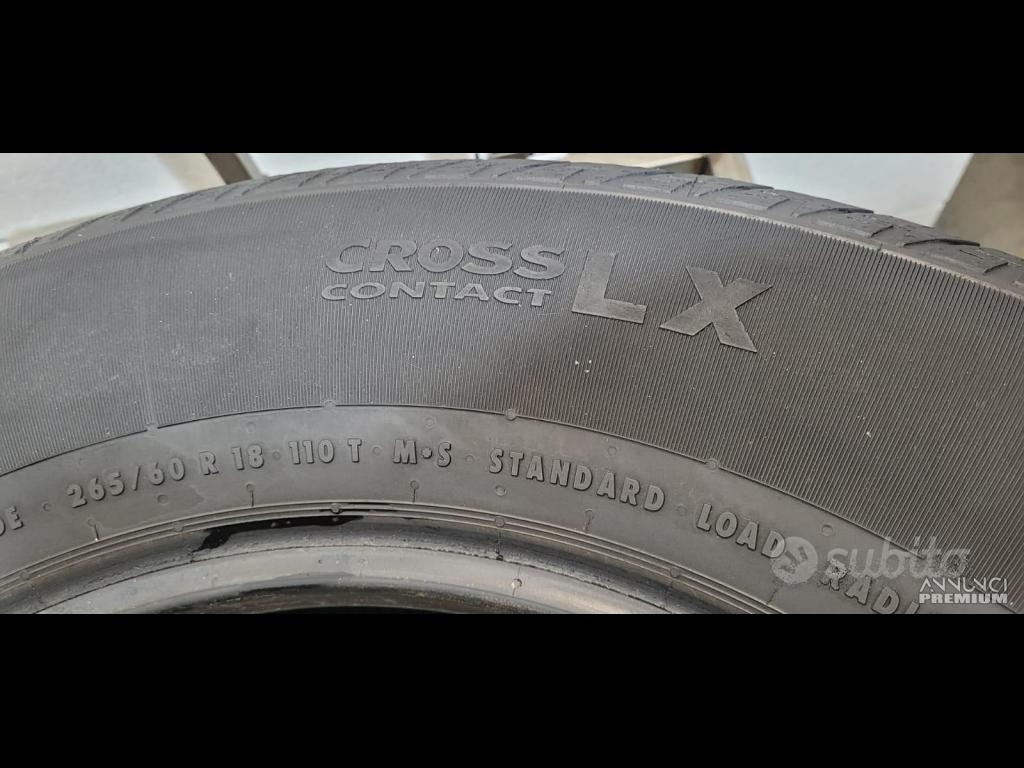 CROSS
CONTACT LX
265/60 R 18 · 110 T · M·S · STANDARD LOAD
subito
ANNUNCI
PREMIUM